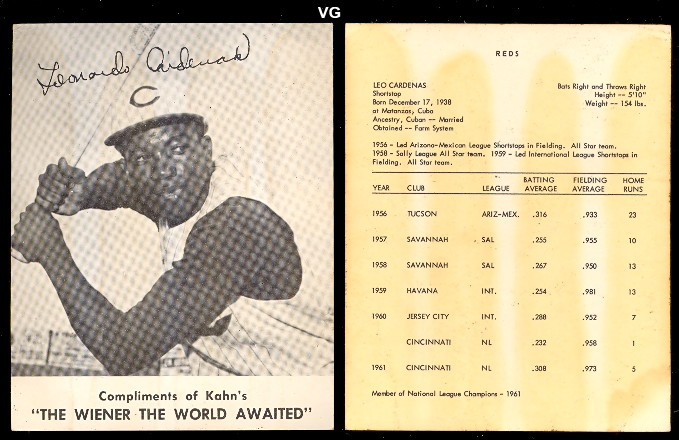 VG
Leonardo Cardenas
C
Compliments of Kahn's
"THE WIENER THE WORLD AWAITED"
REDS
LEO CARDENAS
Shortstop
Born December 17, 1938
at Matanzas, Cuba
Ancestry, Cuban -- Married
Obtained -- Farm System
Bats Right and Throws Right
Height -- 5'10"
Weight -- 154 lbs.
1956 - Led Arizona-Mexican League Shortstops in Fielding. All Star team.
1958 - Sally League All Star team. 1959 - Led International League Shortstops in
Fielding. All Star team.
YEAR CLUB LEAGUE BATTING AVERAGE FIELDING AVERAGE HOME RUNS
1956 TUCSON ARIZ-MEX. .316 .933 23
1957 SAVANNAH SAL .255 .955 10
1958 SAVANNAH SAL .267 .950 13
1959 HAVANA INT. .254 .981 13
1960 JERSEY CITY INT. .288 .952 7
CINCINNATI NL .232 .958 1
1961 CINCINNATI NL .308 .973 5
Member of National League Champions - 1961